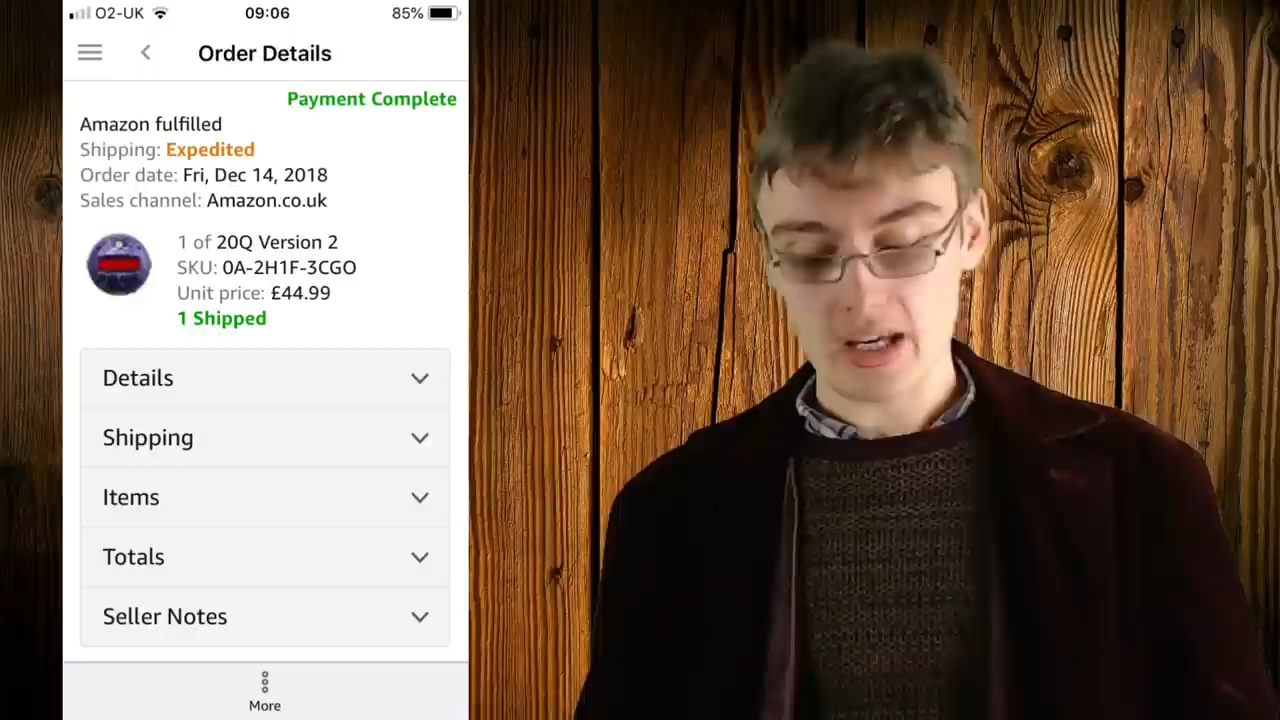 O2-UK 09:06 85%
Order Details
Payment Complete
Amazon fulfilled
Shipping: Expedited
Order date: Fri, Dec 14, 2018
Sales channel: Amazon.co.uk
1 of 20Q Version 2
SKU: 0A-2H1F-3CGO
Unit price: £44.99
1 Shipped
Details
Shipping
Items
Totals
Seller Notes
More